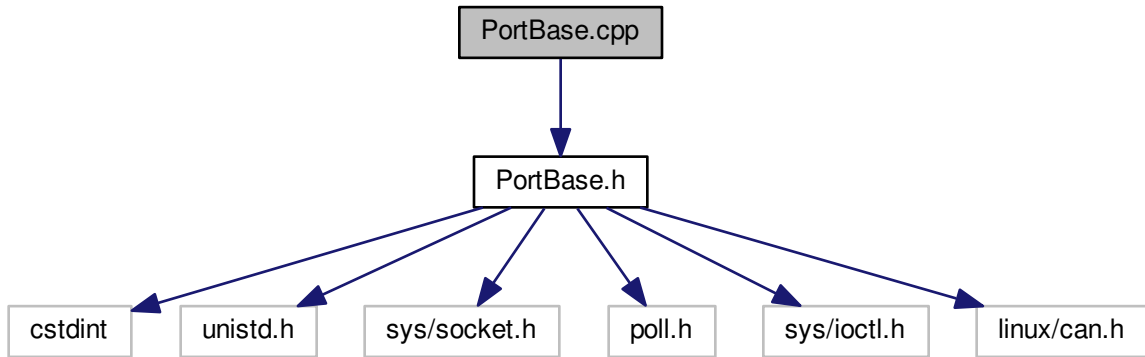 PortBase.cpp
PortBase.h
cstdint
unistd.h
sys/socket.h
poll.h
sys/ioctl.h
linux/can.h